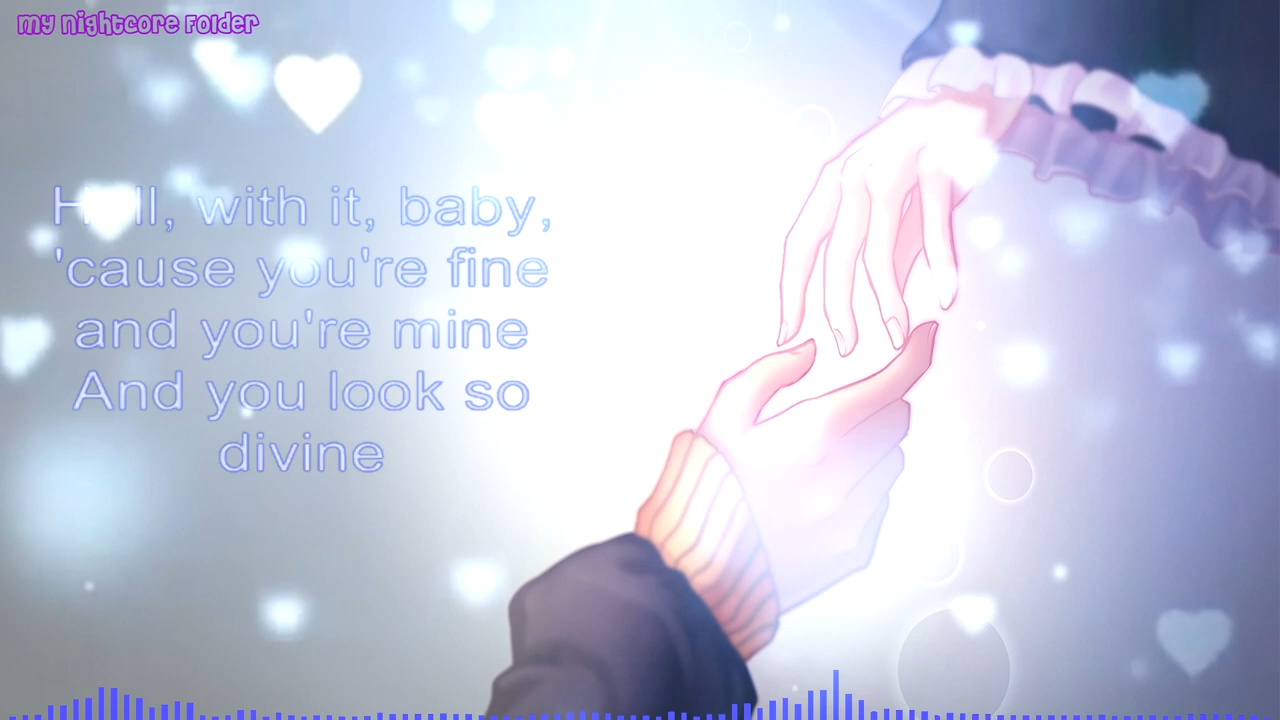 My Nightcore Folder
Hell, with it, baby,
'cause you're fine
and you're mine
And you look so
divine